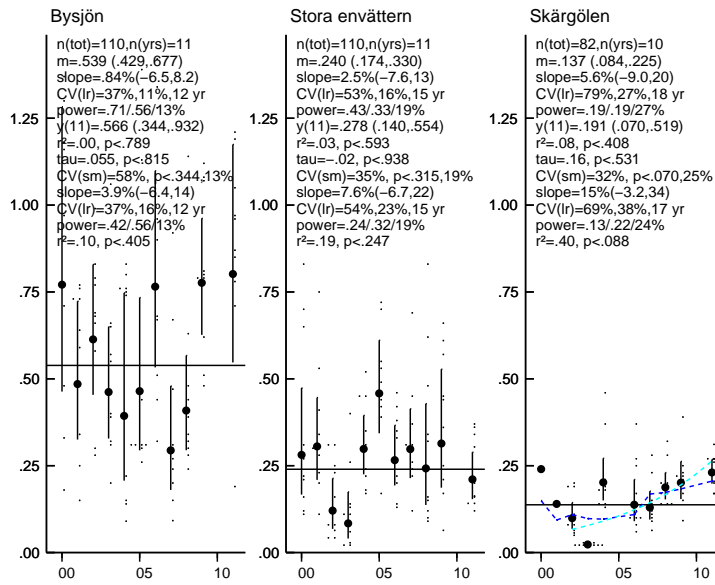 Bysjön
n(tot)=110,n(yrs)=11
m=.539 (.429,.677)
slope=.84%(−6.5,8.2)
CV(lr)=37%,11%,12 yr
power=.71/.56/13%
y(11)=.566 (.344,.932)
r²=.00, p<.789
tau=.055, p<.815
CV(sm)=58%, p<.344,13%
slope=3.9%(−6.4,14)
CV(lr)=37%,16%,12 yr
power=.42/.56/13%
r²=.10, p<.405
1.25
1.00
.75
.50
.25
.00
00 05 10
Stora envättern
n(tot)=110,n(yrs)=11
m=.240 (.174,.330)
slope=2.5%(−7.6,13)
CV(lr)=53%,16%,15 yr
power=.43/.33/19%
y(11)=.278 (.140,.554)
r²=.03, p<.593
tau=−.02, p<.938
CV(sm)=35%, p<.315,19%
slope=7.6%(−6.7,22)
CV(lr)=54%,23%,15 yr
power=.24/.32/19%
r²=.19, p<.247
1.25
1.00
.75
.50
.25
.00
00 05 10
Skärgölen
n(tot)=82,n(yrs)=10
m=.137 (.084,.225)
slope=5.6%(−9.0,20)
CV(lr)=79%,27%,18 yr
power=.19/.19/27%
y(11)=.191 (.070,.519)
r²=.08, p<.408
tau=.16, p<.531
CV(sm)=32%, p<.070,25%
slope=15%(−3.2,34)
CV(lr)=69%,38%,17 yr
power=.13/.22/24%
r²=.40, p<.088
1.25
1.00
.75
.50
.25
.00
00 05 10